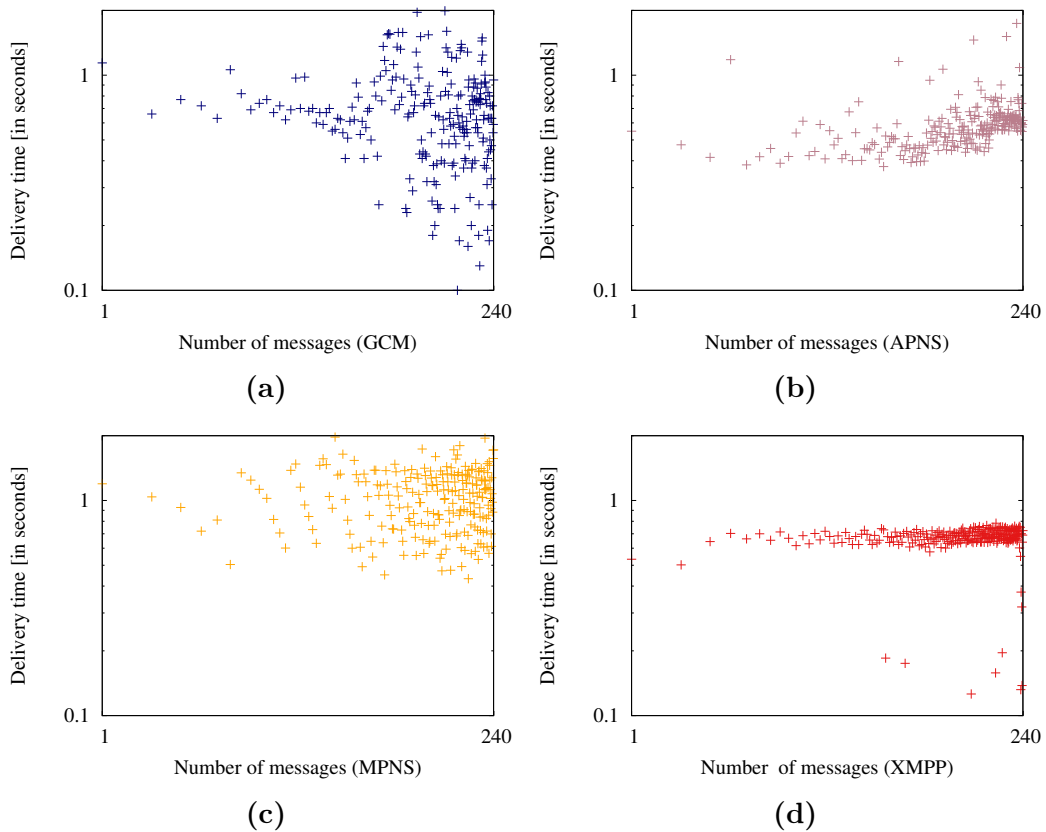 Delivery time [in seconds]
1
0.1
1
240
Number of messages (GCM)
(a)
Delivery time [in seconds]
1
0.1
1
240
Number of messages (APNS)
(b)
Delivery time [in seconds]
1
0.1
1
240
Number of messages (MPNS)
(c)
Delivery time [in seconds]
1
0.1
1
240
Number of messages (XMPP)
(d)